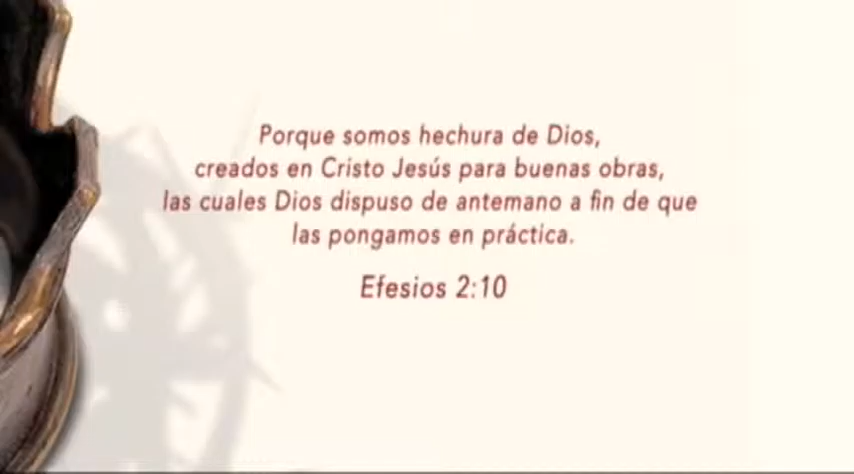 Porque somos hechura de Dios,
creados en Cristo Jesús para buenas obras,
las cuales Dios dispuso de antemano a fin de que
las pongamos en práctica.
Efesios 2:10